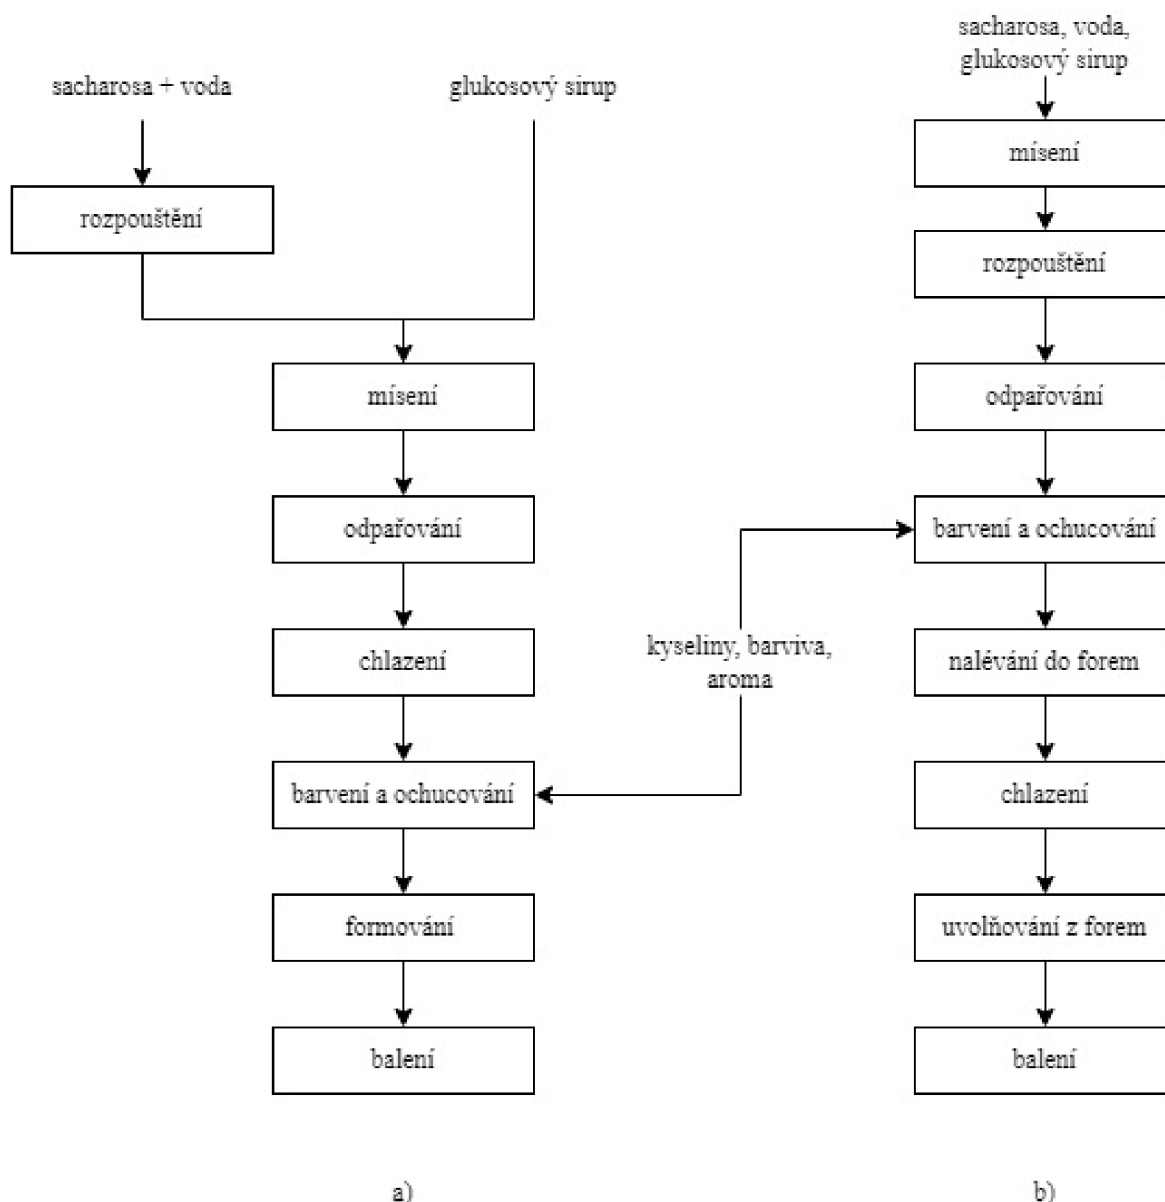 sacharosa + voda
glukosový sirup
rozpouštění
mísení
odpařování
chlazení
barvení a ochucování
formování
balení
a)
kyseliny, barviva,
aroma
sacharosa, voda,
glukosový sirup
mísení
rozpouštění
odpařování
barvení a ochucování
nalévání do forem
chlazení
uvolňování z forem
balení
b)